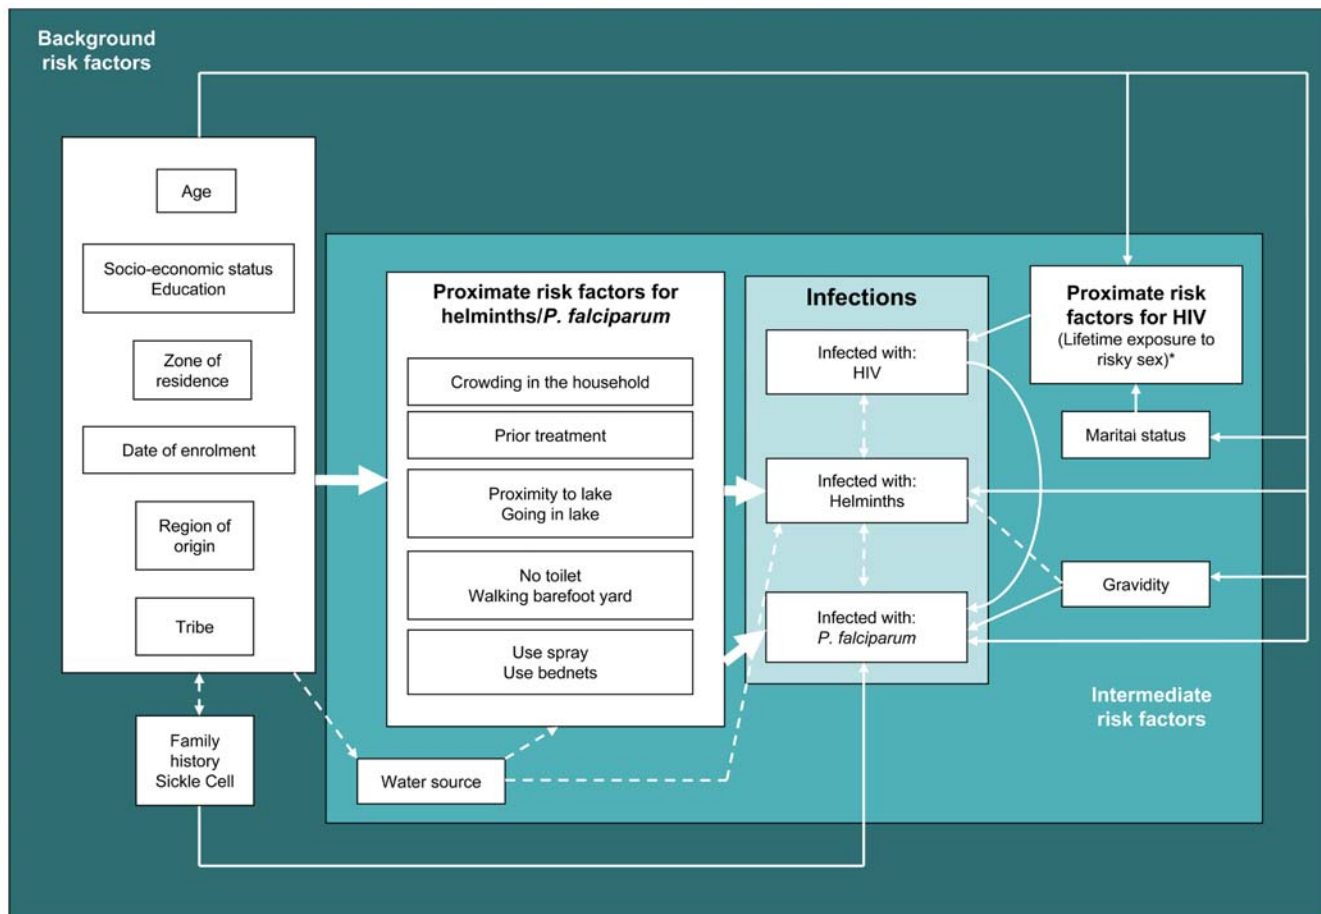 Background
risk factors
Age
Socio-economic status
Education
Zone of
residence
Date of enrolment
Region of
origin
Tribe
Family
history
Sickle Cell
Proximate risk factors for
helminths/P. falciparum
Crowding in the household
Prior treatment
Proximity to lake
Going in lake
No toilet
Walking barefoot yard
Use spray
Use bednets
Water source
Infections
Infected with:
HIV
Infected with:
Helminths
Infected with:
P. falciparum
Proximate risk
factors for HIV
(Lifetime exposure to
risky sex)*
Marital status
Gravidity
Intermediate
risk factors